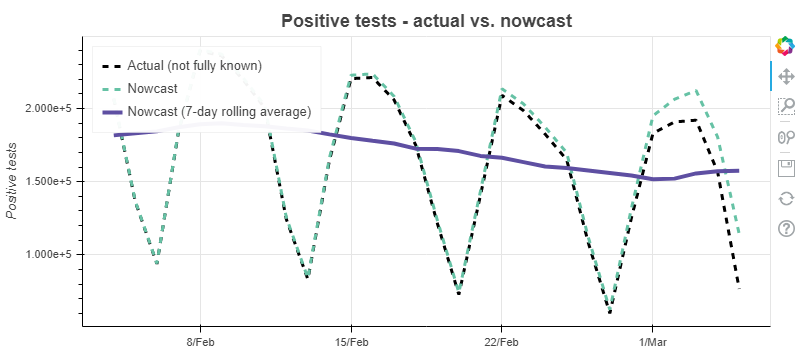 Positive tests - actual vs. nowcast
Actual (not fully known)
Nowcast
Nowcast (7-day rolling average)
2.000e+5
1.500e+5
1.000e+5
Positive tests
8/Feb
15/Feb
22/Feb
1/Mar